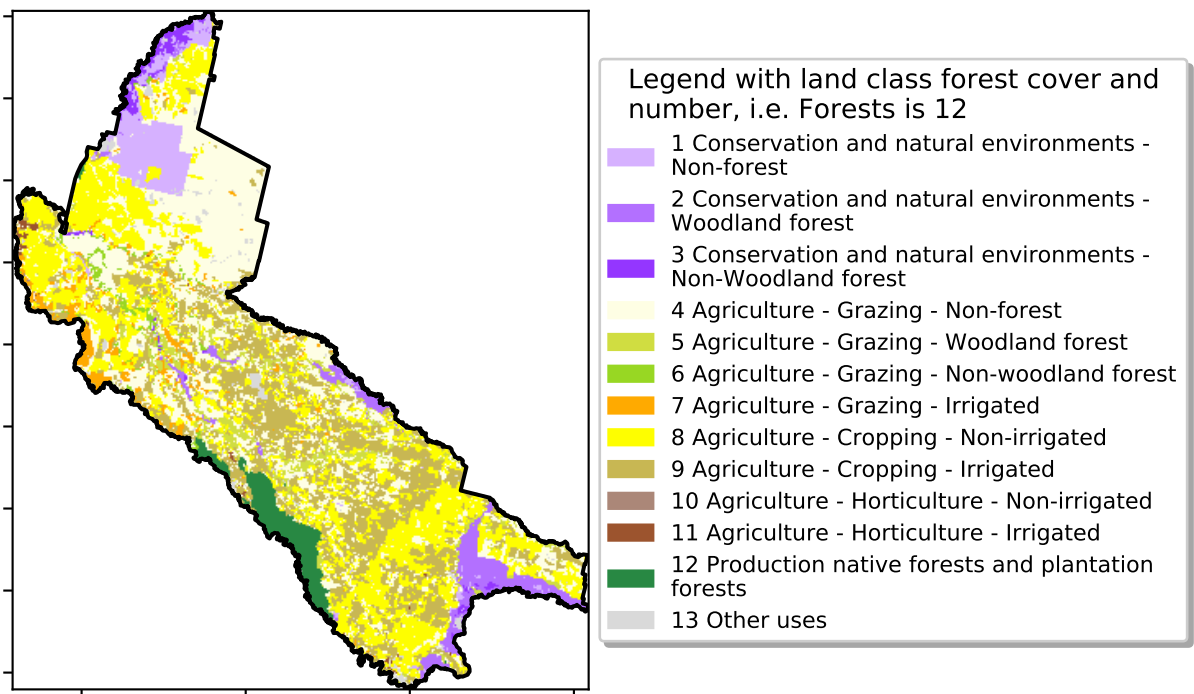 Legend with land class forest cover and
number, i.e. Forests is 12
1 Conservation and natural environments -
Non-forest
2 Conservation and natural environments -
Woodland forest
3 Conservation and natural environments -
Non-Woodland forest
4 Agriculture - Grazing - Non-forest
5 Agriculture - Grazing - Woodland forest
6 Agriculture - Grazing - Non-woodland forest
7 Agriculture - Grazing - Irrigated
8 Agriculture - Cropping - Non-irrigated
9 Agriculture - Cropping - Irrigated
10 Agriculture - Horticulture - Non-irrigated
11 Agriculture - Horticulture - Irrigated
12 Production native forests and plantation
forests
13 Other uses